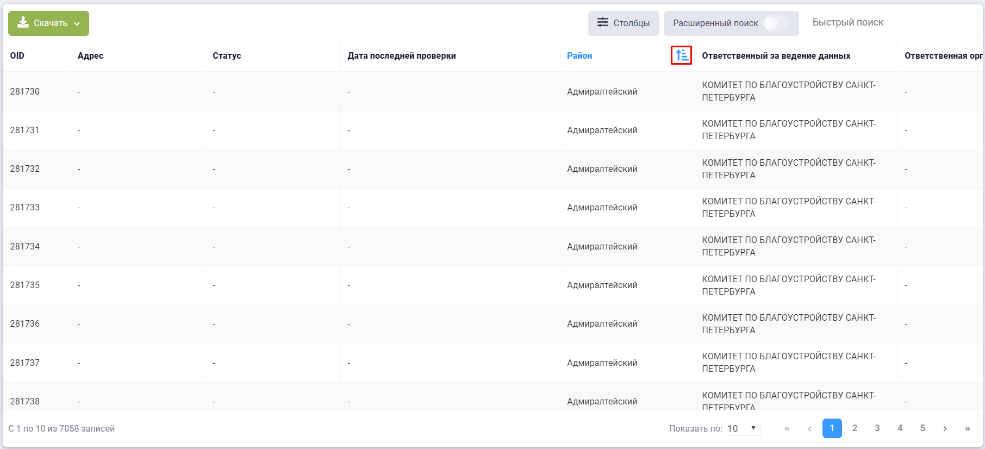 Скачать
Столбцы
Расширенный поиск
Быстрый поиск
OID Адрес Статус Дата последней проверки Район Ответственный за ведение данных Ответственная орг
281730 - - - Адмиралтейский КОМИТЕТ ПО БЛАГОУСТРОЙСТВУ САНКТ-
ПЕТЕРБУРГА -
281731 - - - Адмиралтейский КОМИТЕТ ПО БЛАГОУСТРОЙСТВУ САНКТ-
ПЕТЕРБУРГА -
281732 - - - Адмиралтейский КОМИТЕТ ПО БЛАГОУСТРОЙСТВУ САНКТ-
ПЕТЕРБУРГА -
281733 - - - Адмиралтейский КОМИТЕТ ПО БЛАГОУСТРОЙСТВУ САНКТ-
ПЕТЕРБУРГА -
281734 - - - Адмиралтейский КОМИТЕТ ПО БЛАГОУСТРОЙСТВУ САНКТ-
ПЕТЕРБУРГА -
281735 - - - Адмиралтейский КОМИТЕТ ПО БЛАГОУСТРОЙСТВУ САНКТ-
ПЕТЕРБУРГА -
281736 - - - Адмиралтейский КОМИТЕТ ПО БЛАГОУСТРОЙСТВУ САНКТ-
ПЕТЕРБУРГА -
281737 - - - Адмиралтейский КОМИТЕТ ПО БЛАГОУСТРОЙСТВУ САНКТ-
ПЕТЕРБУРГА -
281738 - - - Адмиралтейский КОМИТЕТ ПО БЛАГОУСТРОЙСТВУ САНКТ-
ПЕТЕРБУРГА -
С 1 по 10 из 7058 записей
Показать по: 10 « ‹ 1 2 3 4 5 › »